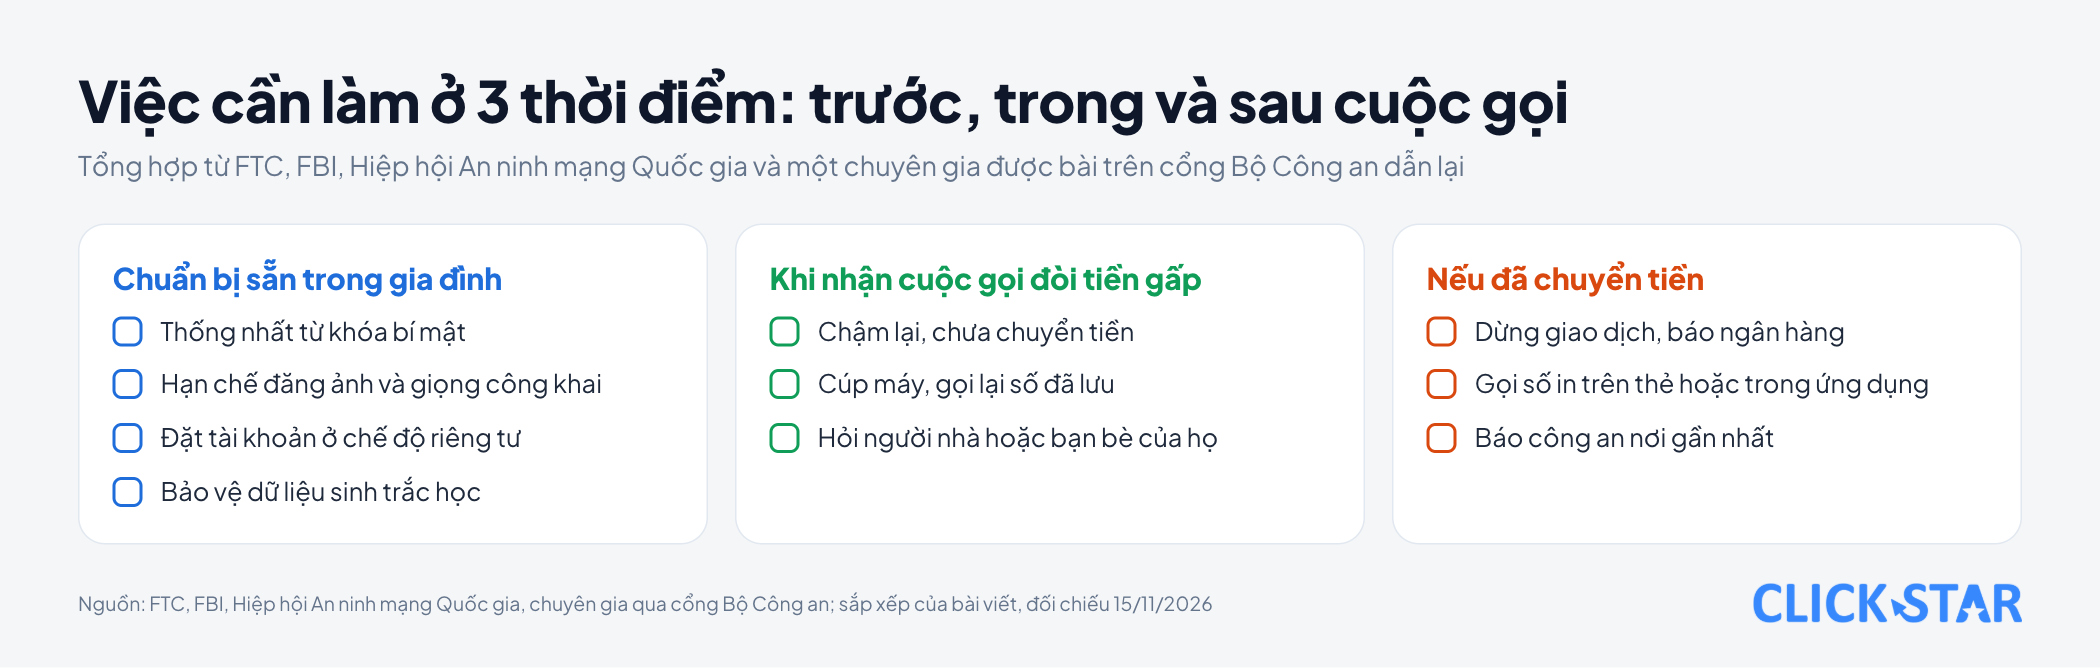 Việc cần làm ở 3 thời điểm: trước, trong và sau cuộc gọi
Tổng hợp từ FTC, FBI, Hiệp hội An ninh mạng Quốc gia và một chuyên gia được bài trên cổng Bộ Công an dẫn lại
Chuẩn bị sẵn trong gia đình
Thống nhất từ khóa bí mật
Hạn chế đăng ảnh và giọng công khai
Đặt tài khoản ở chế độ riêng tư
Bảo vệ dữ liệu sinh trắc học
Khi nhận cuộc gọi đòi tiền gấp
Chậm lại, chưa chuyển tiền
Cúp máy, gọi lại số đã lưu
Hỏi người nhà hoặc bạn bè của họ
Nếu đã chuyển tiền
Dừng giao dịch, báo ngân hàng
Gọi số in trên thẻ hoặc trong ứng dụng
Báo công an nơi gần nhất
Nguồn: FTC, FBI, Hiệp hội An ninh mạng Quốc gia, chuyên gia qua cổng Bộ Công an; sắp xếp của bài viết, đối chiếu 15/11/2026
CLICK STAR